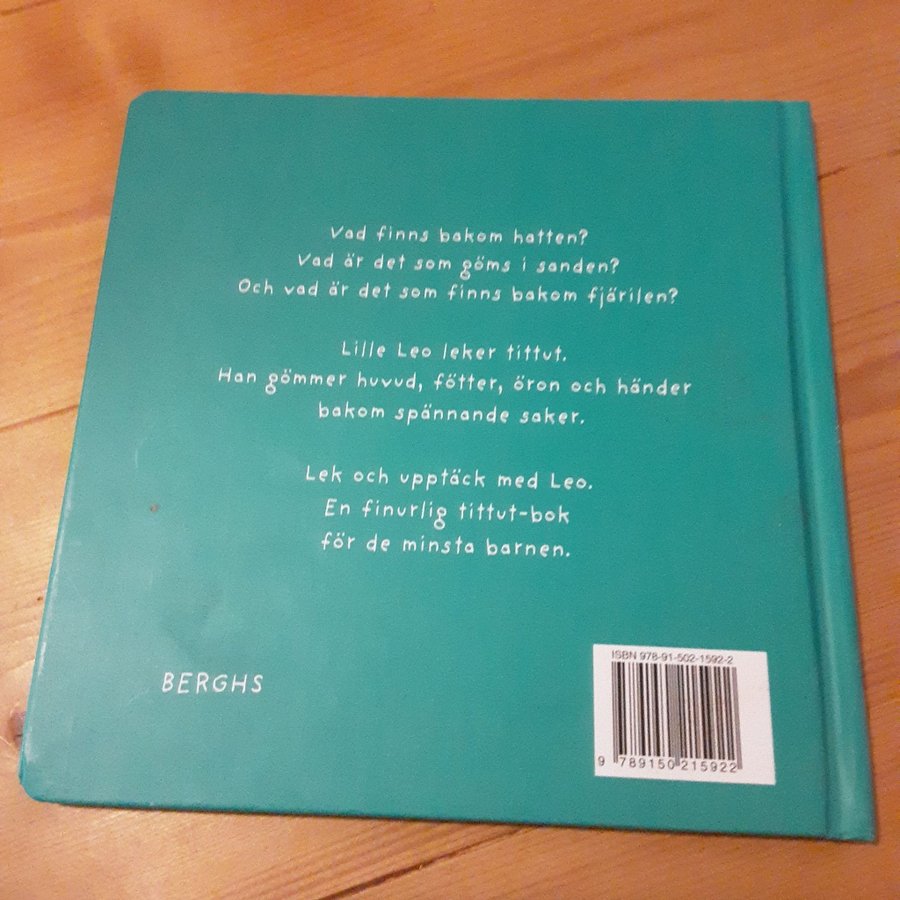 Vad finns bakom hatten?
Vad är det som göms i sanden?
Och vad är det som finns bakom fjärilen?
Lille Leo leker tittut.
Han gömmer huvud, fötter, öron och händer
bakom spännande saker.
Lek och upptäck med Leo.
En finurlig tittut-bok
för de minsta barnen.
BERGHS
ISBN 978-91-502-1592-2
9 789150 215922